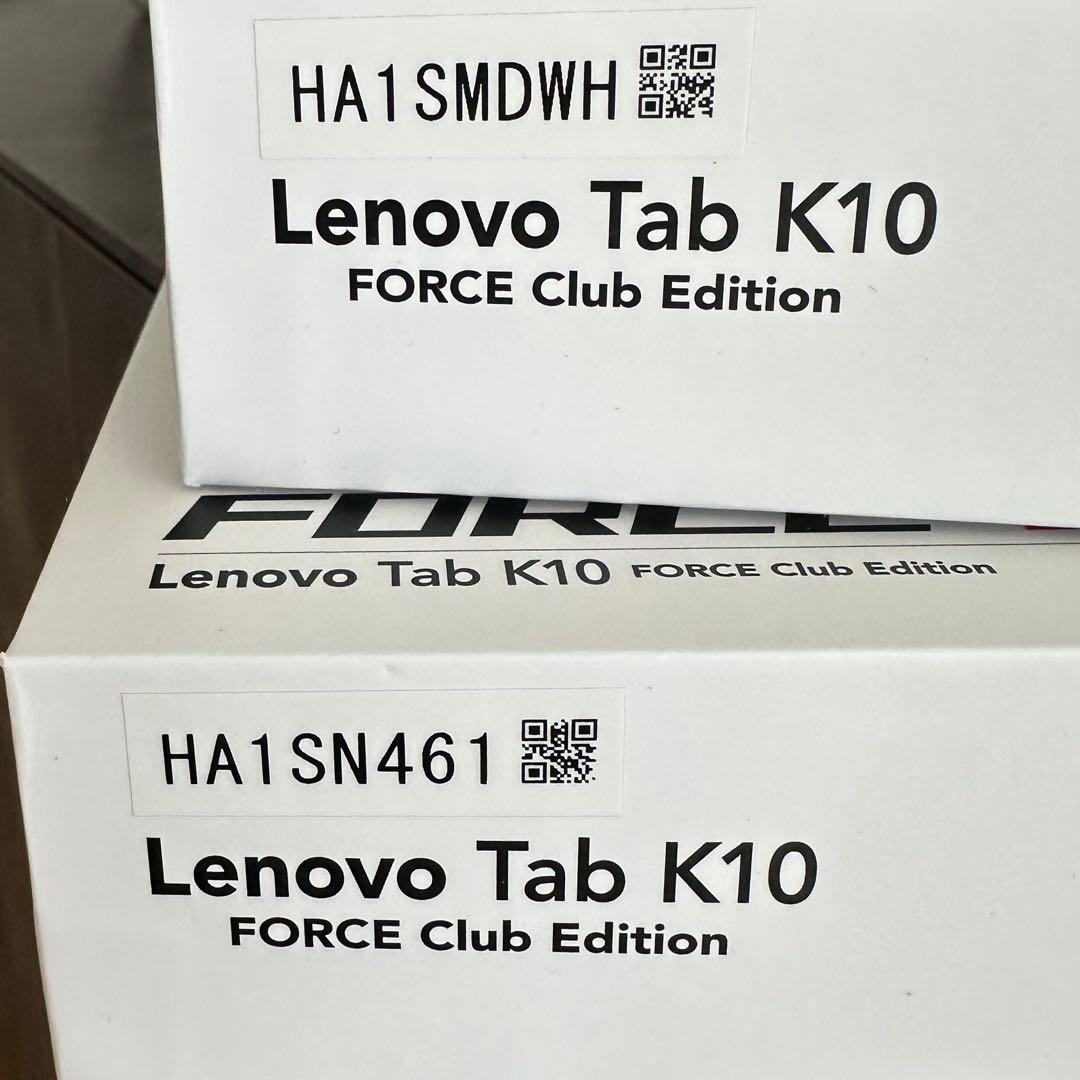 HA1SMDWH
Lenovo Tab K10
FORCE Club Edition
FORCE
Lenovo Tab K10 FORCE Club Edition
HA1SN461
Lenovo Tab K10
FORCE Club Edition